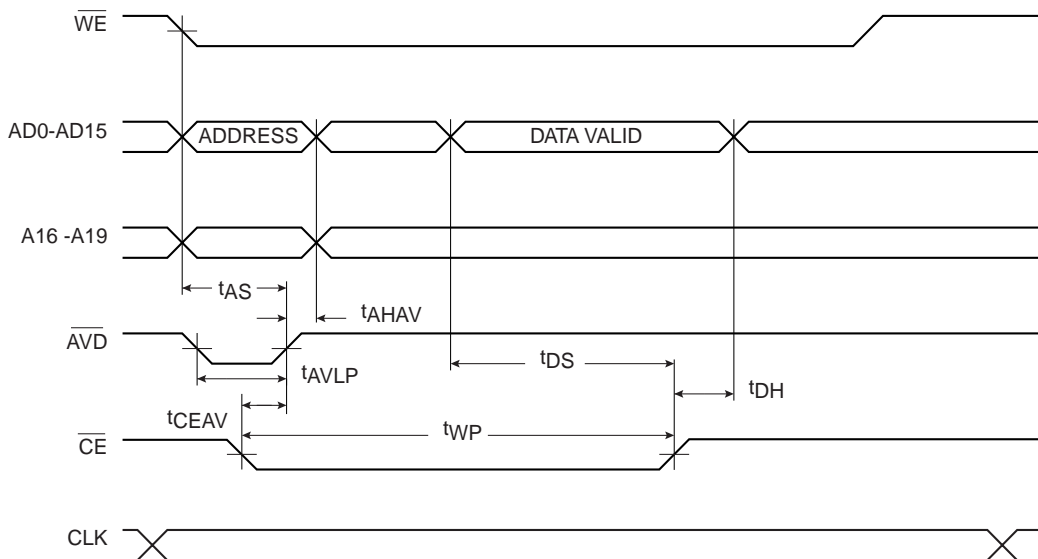 WE
AD0-AD15 ADDRESS DATA VALID
A16 -A19
tAS
tAHAV
AVD
tDS
tAVLP
tDH
tCEAV
tWP
CE
CLK